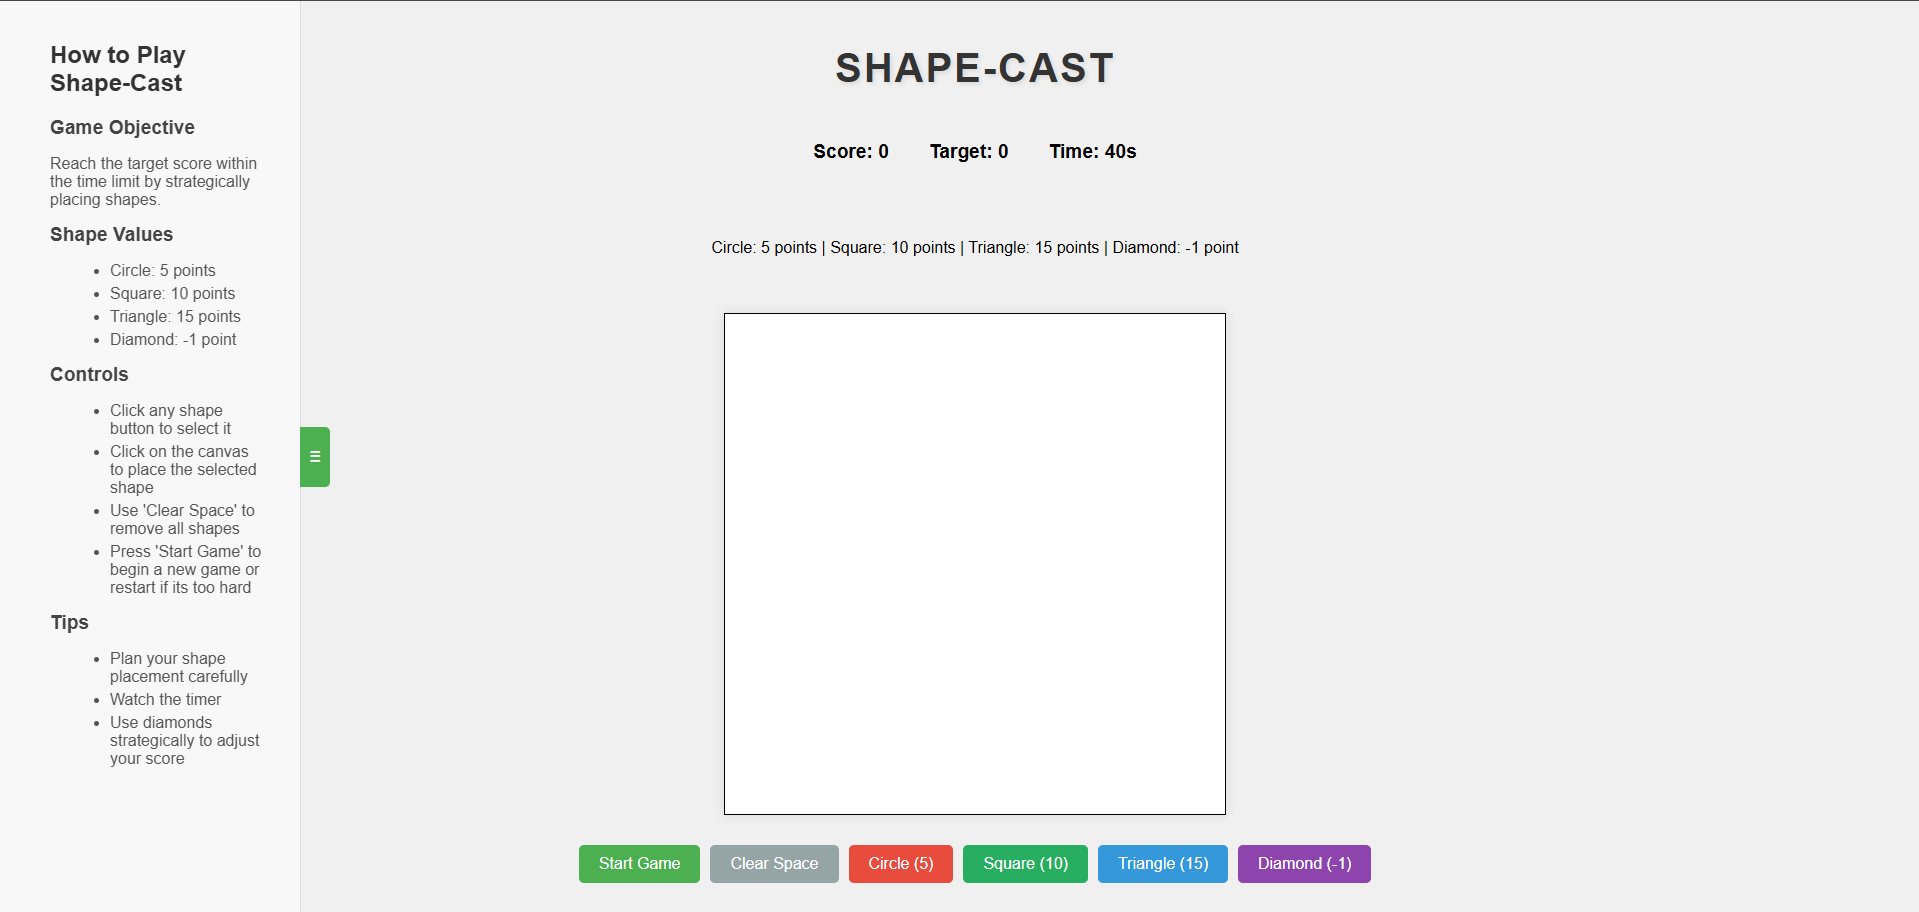 How to Play
Shape-Cast
Game Objective
Reach the target score within
the time limit by strategically
placing shapes.
Shape Values
Circle: 5 points
Square: 10 points
Triangle: 15 points
Diamond: -1 point
Controls
Click any shape
button to select it
Click on the canvas
to place the selected
shape
Use 'Clear Space' to
remove all shapes
Press 'Start Game' to
begin a new game or
restart if its too hard
Tips
Plan your shape
placement carefully
Watch the timer
Use diamonds
strategically to adjust
your score
SHAPE-CAST
Score: 0 Target: 0 Time: 40s
Circle: 5 points | Square: 10 points | Triangle: 15 points | Diamond: -1 point
Start Game Clear Space Circle (5) Square (10) Triangle (15) Diamond (-1)